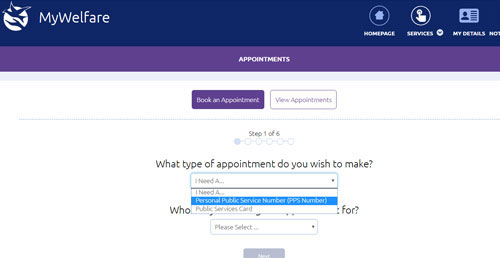 MyWelfare
HOMEPAGE SERVICES MY DETAILS NOT
APPOINTMENTS
Book an Appointment View Appointments
Step 1 of 6
What type of appointment do you wish to make?
I Need A...
I Need A...
Personal Public Service Number (PPS Number)
Public Services Card
Who for?
Please Select ...
Next